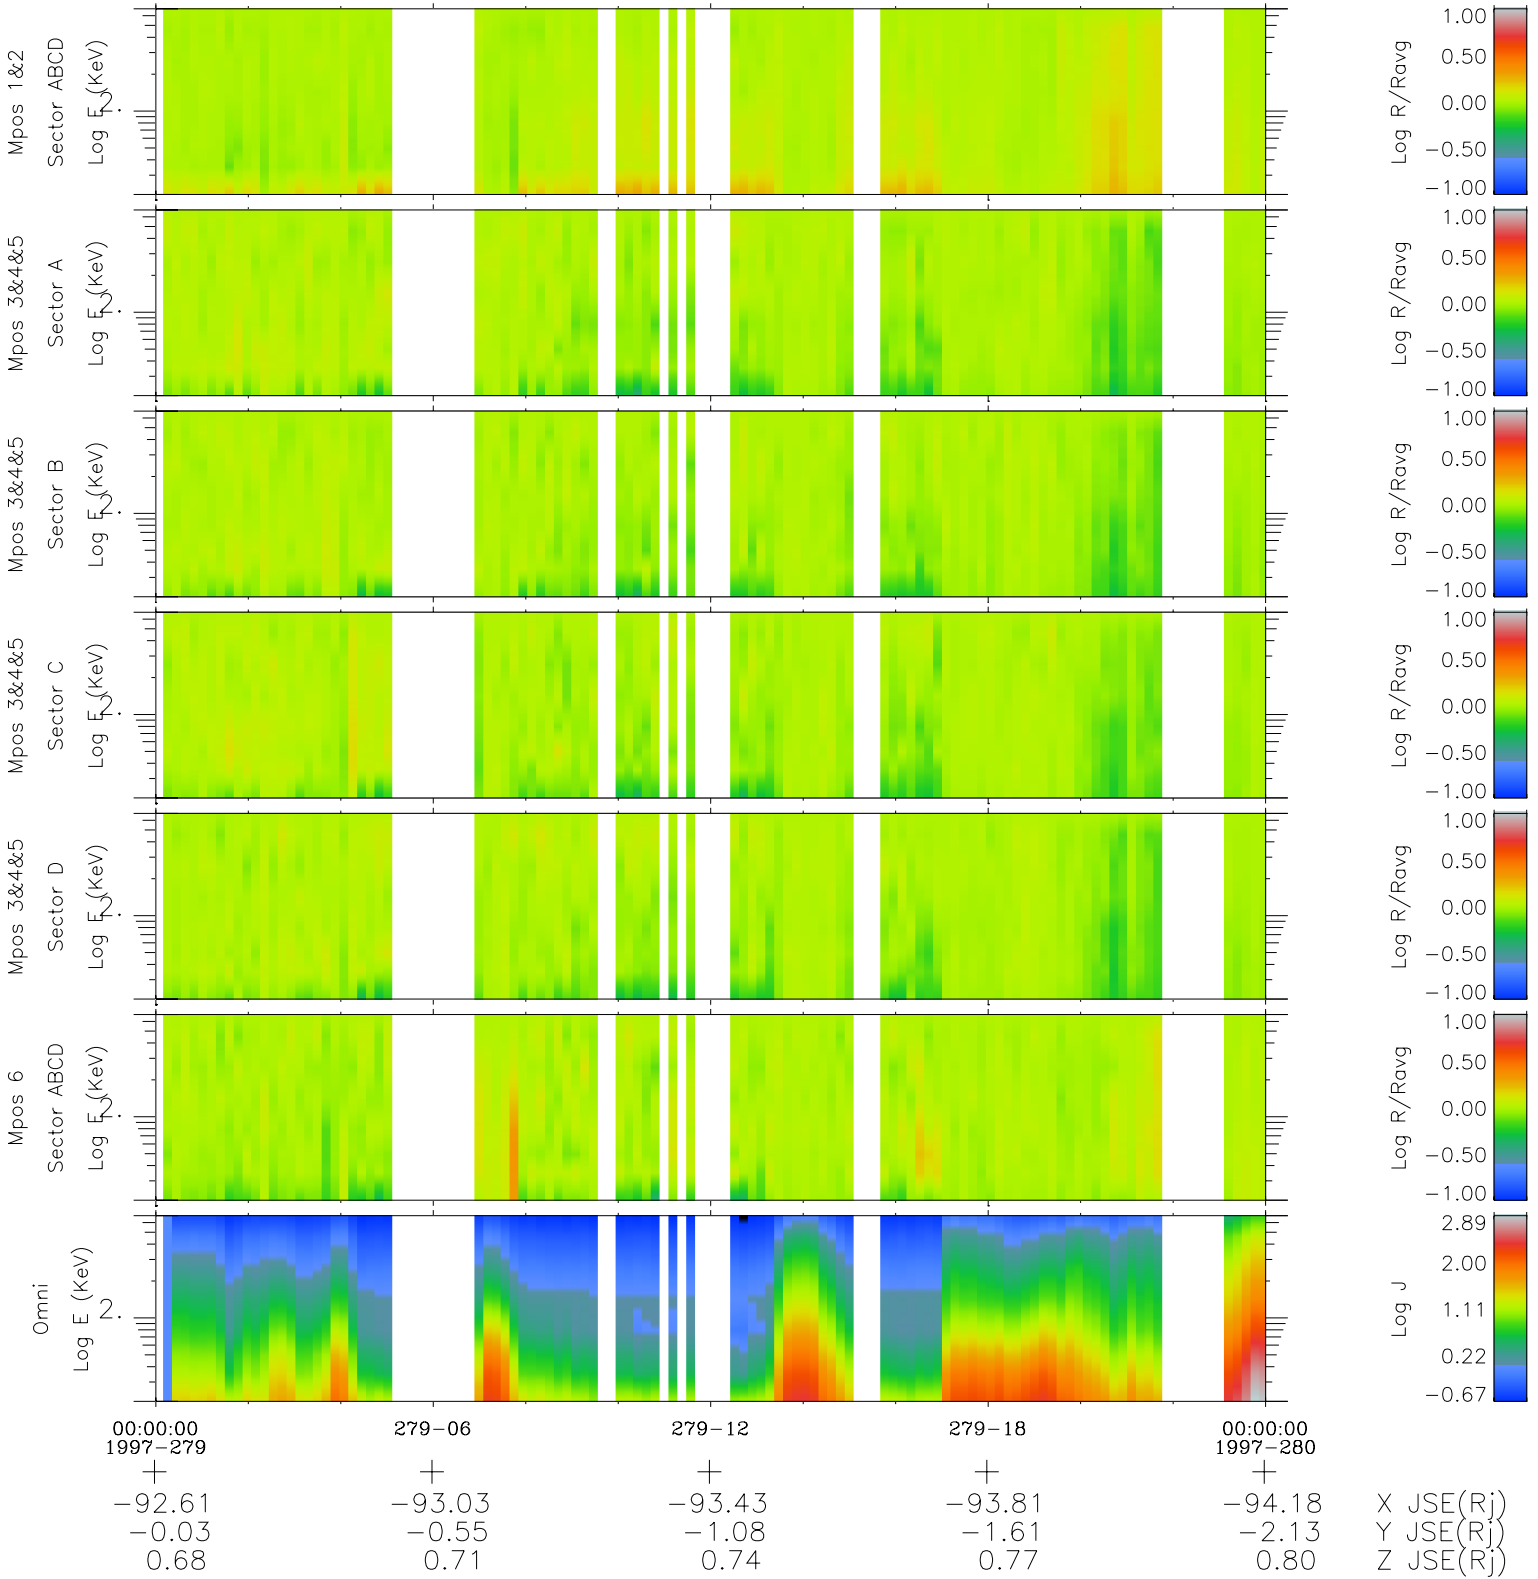 Mpos 1&2
Sector ABCD
Log E (KeV)
2.
Log R/Ravg
1.00
0.50
0.00
−0.50
−1.00
Mpos 3&4&5
Sector A
Log E (KeV)
2.
Log R/Ravg
1.00
0.50
0.00
−0.50
−1.00
Mpos 3&4&5
Sector B
Log E (KeV)
2.
Log R/Ravg
1.00
0.50
0.00
−0.50
−1.00
Mpos 3&4&5
Sector C
Log E (KeV)
2.
Log R/Ravg
1.00
0.50
0.00
−0.50
−1.00
Mpos 3&4&5
Sector D
Log E (KeV)
2.
Log R/Ravg
1.00
0.50
0.00
−0.50
−1.00
Mpos 6
Sector ABCD
Log E (KeV)
2.
Log R/Ravg
1.00
0.50
0.00
−0.50
−1.00
Omni
Log E (KeV)
2.
Log J
2.89
2.00
1.11
0.22
−0.67
00:00:00 279−06 279−12 279−18 00:00:00
1997−279 1997−280
−92.61 −93.03 −93.43 −93.81 −94.18 X JSE(Rj)
−0.03 −0.55 −1.08 −1.61 −2.13 Y JSE(Rj)
0.68 0.71 0.74 0.77 0.80 Z JSE(Rj)